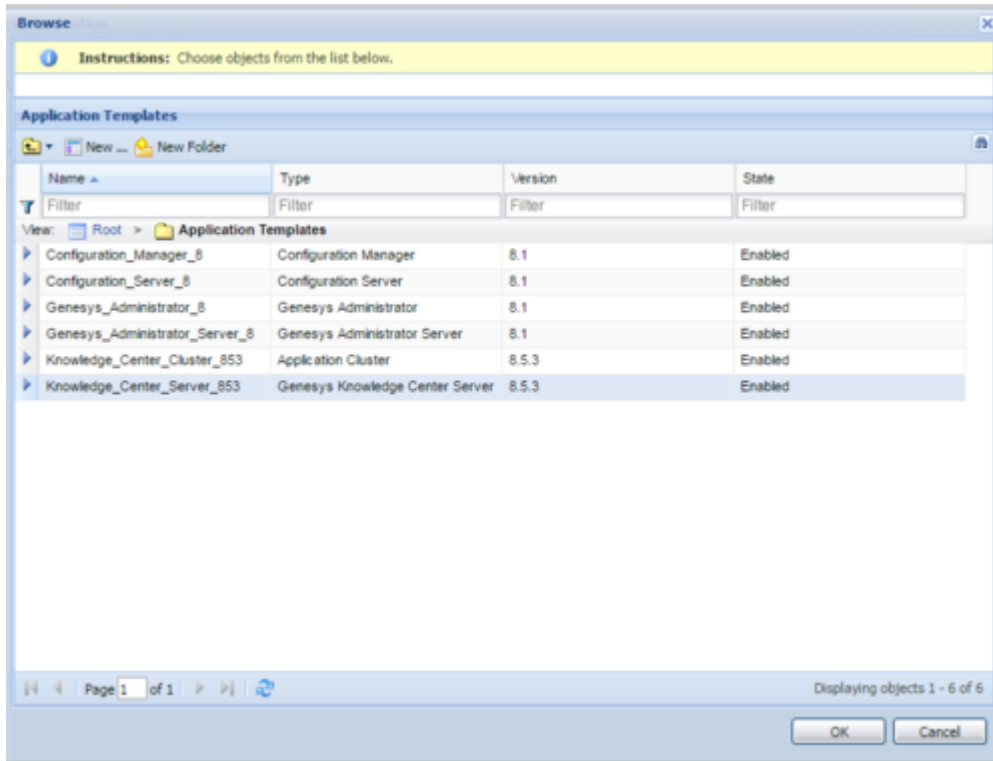 Browse
Instructions: Choose objects from the list below.
Application Templates
New ... New Folder
Name Type Version State
Filter Filter Filter Filter
View: Root > Application Templates
Configuration_Manager_8 Configuration Manager 8.1 Enabled
Configuration_Server_8 Configuration Server 8.1 Enabled
Genesys_Administrator_8 Genesys Administrator 8.1 Enabled
Genesys_Administrator_Server_8 Genesys Administrator Server 8.1 Enabled
Knowledge_Center_Cluster_853 Application Cluster 8.5.3 Enabled
Knowledge_Center_Server_853 Genesys Knowledge Center Server 8.5.3 Enabled
Page 1 of 1 Displaying objects 1 - 6 of 6
OK Cancel